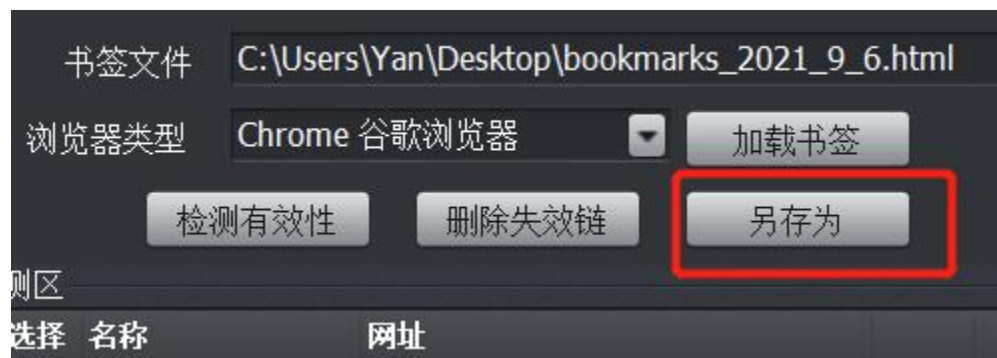 书签文件 C:\Users\Yan\Desktop\bookmarks_2021_9_6.html
浏览器类型 Chrome 谷歌浏览器 加载书签
检测有效性 删除失效链 另存为
测区
选择 名称 网址